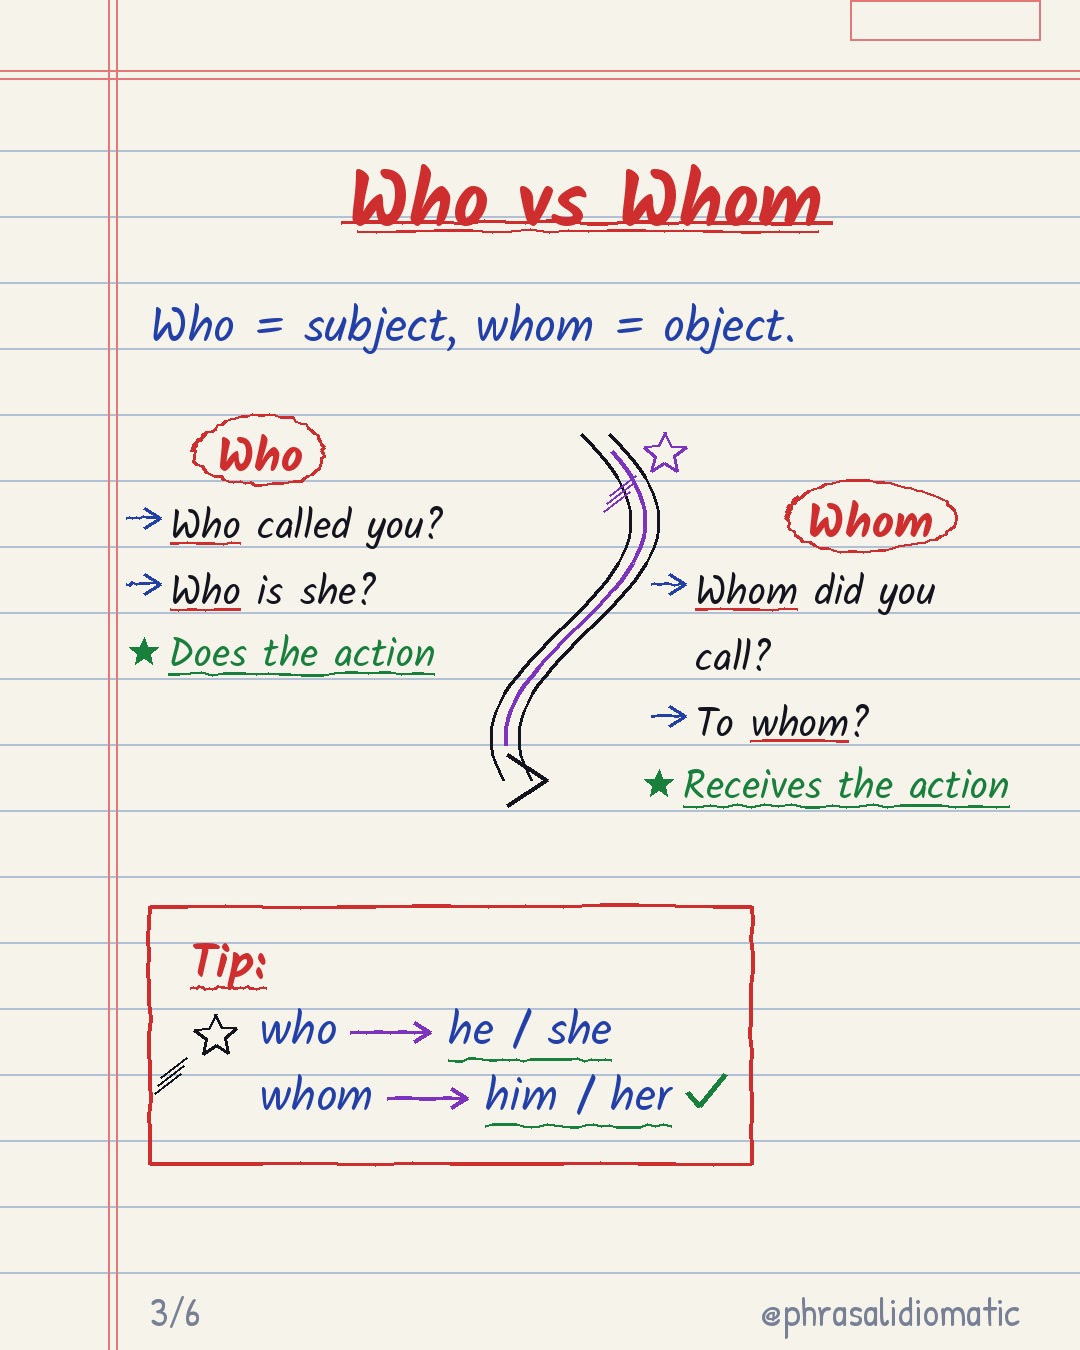 Who vs Whom
Who = subject, whom = object.
Who
→ Who called you?
→ Who is she?
★ Does the action
Whom
→ Whom did you
call?
→ To whom?
★ Receives the action
Tip:
☆ who → he / she
whom → him / her ✓
3/6
@phrasalidiomatic